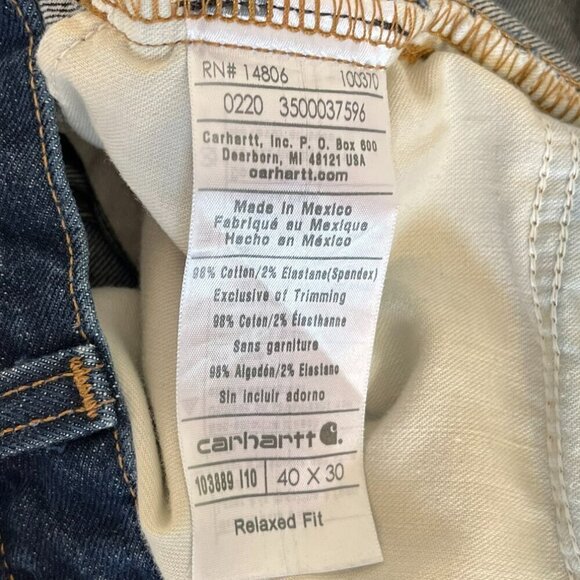 RN# 14806 100370
0220 3500037596
Carhartt, Inc. P. O. Box 600
Dearborn, MI 48121 USA
carhartt.com
Made in Mexico
Fabriqué au Mexique
Hecho en México
98% Cotton/2% Elastane(Spandex)
Exclusive of Trimming
98% Coton/2% Élasthanne
Sans garniture
98% Algodón/2% Elastano
Sin incluir adorno
carhartt
103889 I10 40 X 30
Relaxed Fit